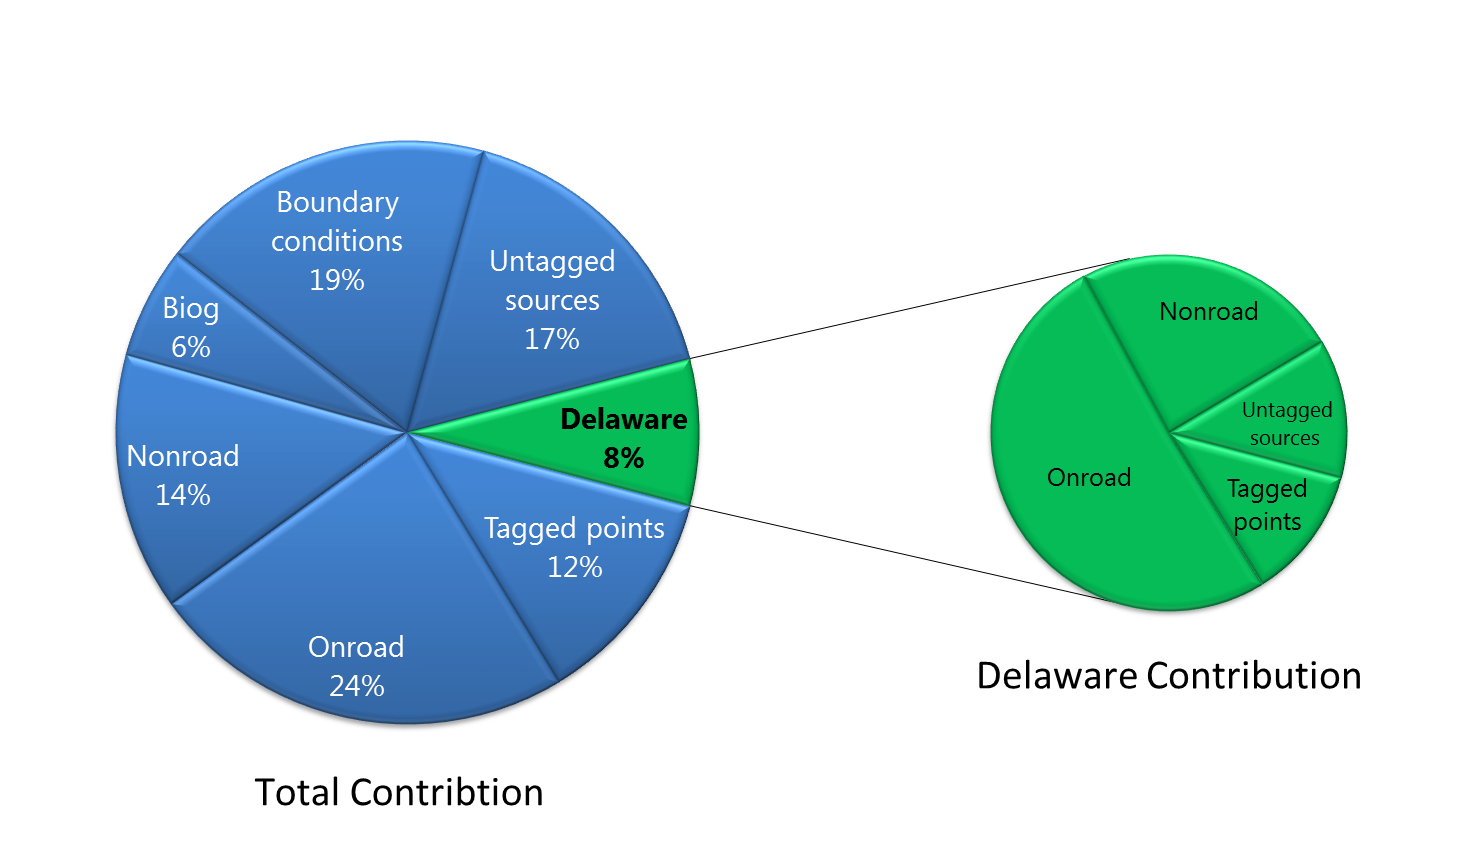 Boundary
conditions
19%
Untagged
sources
17%
Biog
6%
Delaware
8%
Nonroad
14%
Tagged points
12%
Onroad
24%
Total Contribtion
Nonroad
Untagged
sources
Onroad
Tagged
points
Delaware Contribution